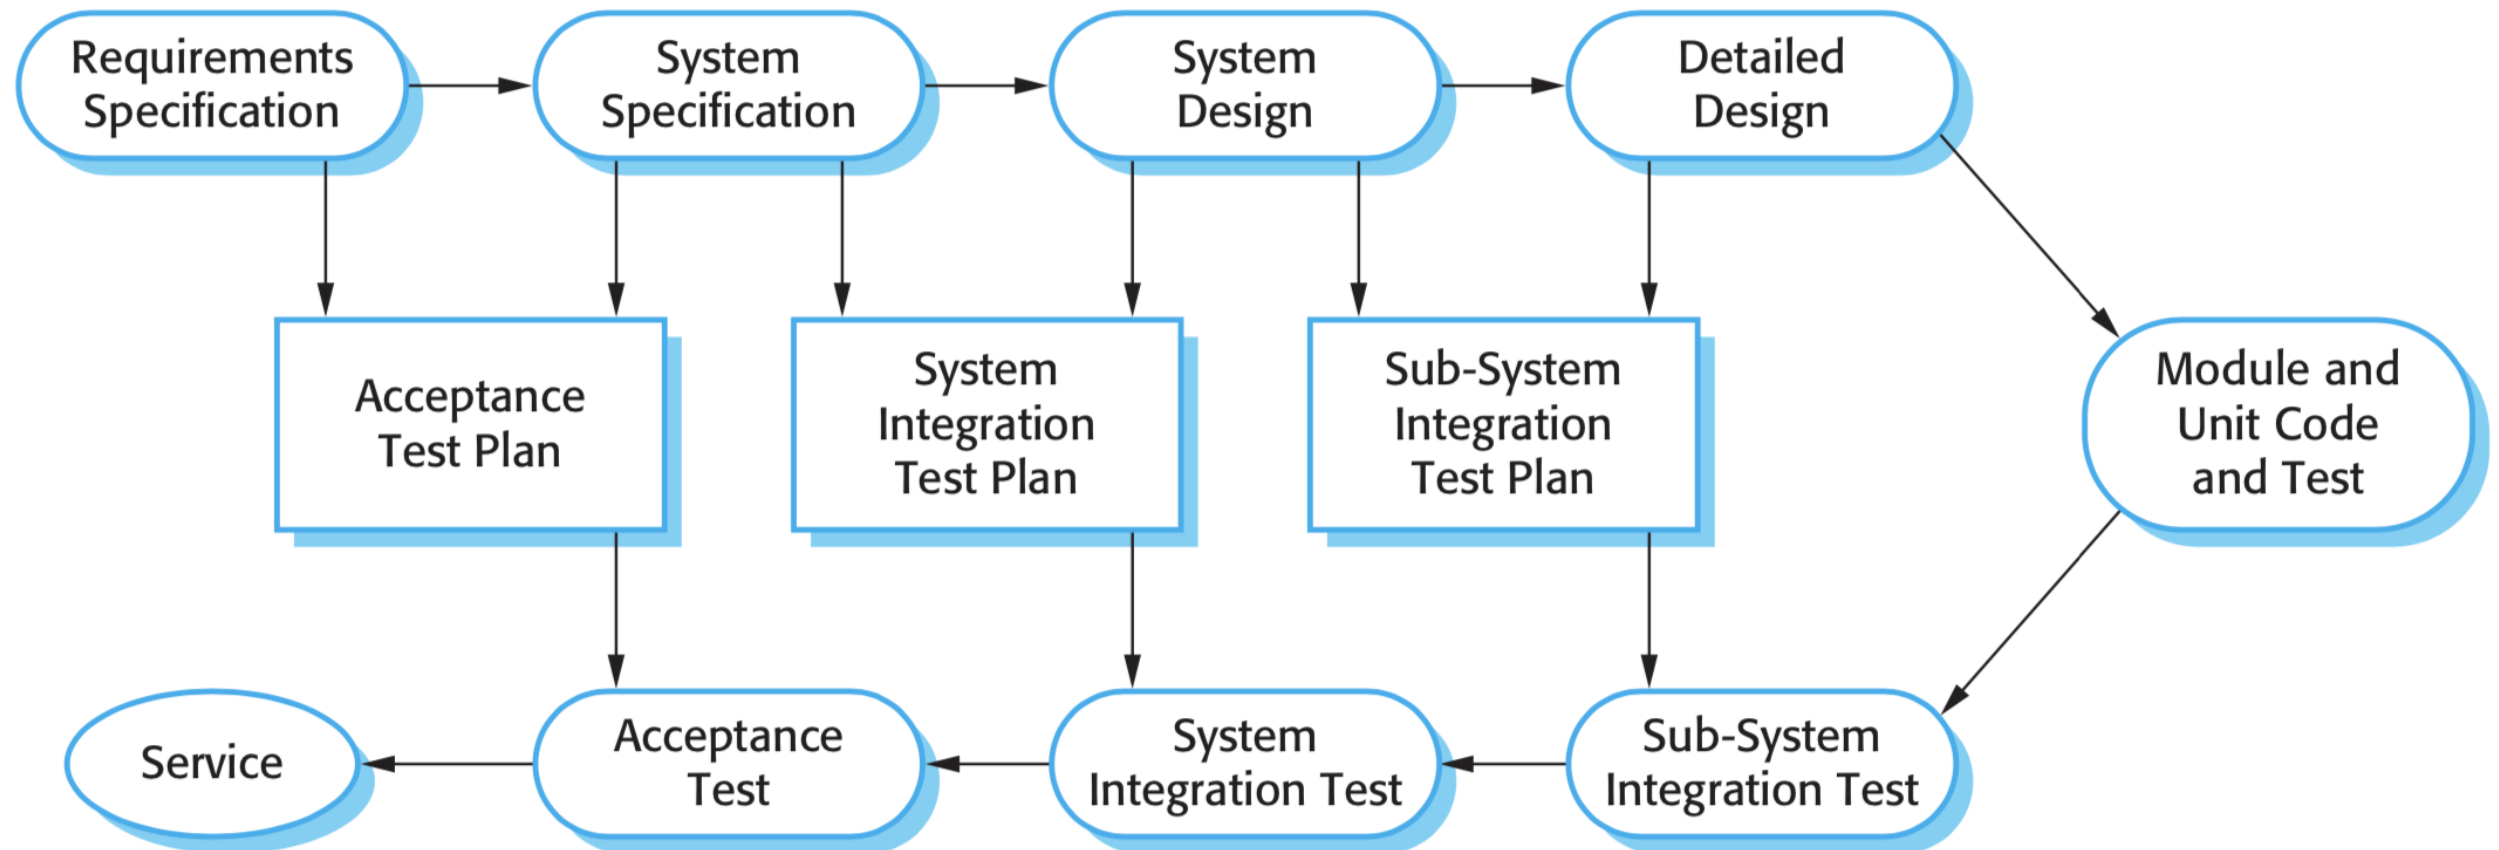 Requirements
Specification
System
Specification
System
Design
Detailed
Design
Acceptance
Test Plan
System
Integration
Test Plan
Sub-System
Integration
Test Plan
Module and
Unit Code
and Test
Service
Acceptance
Test
System
Integration Test
Sub-System
Integration Test